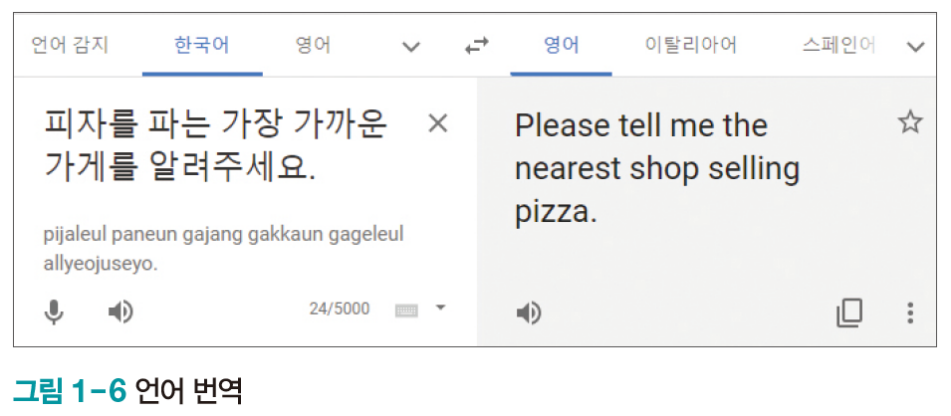 언어 감지 한국어 영어 영어 이탈리아어 스페인어
피자를 파는 가장 가까운
가게를 알려주세요.
pijaleul paneun gajang gakkaun gageleul
allyeojuseyo.
24/5000
Please tell me the
nearest shop selling
pizza.
그림 1-6 언어 번역